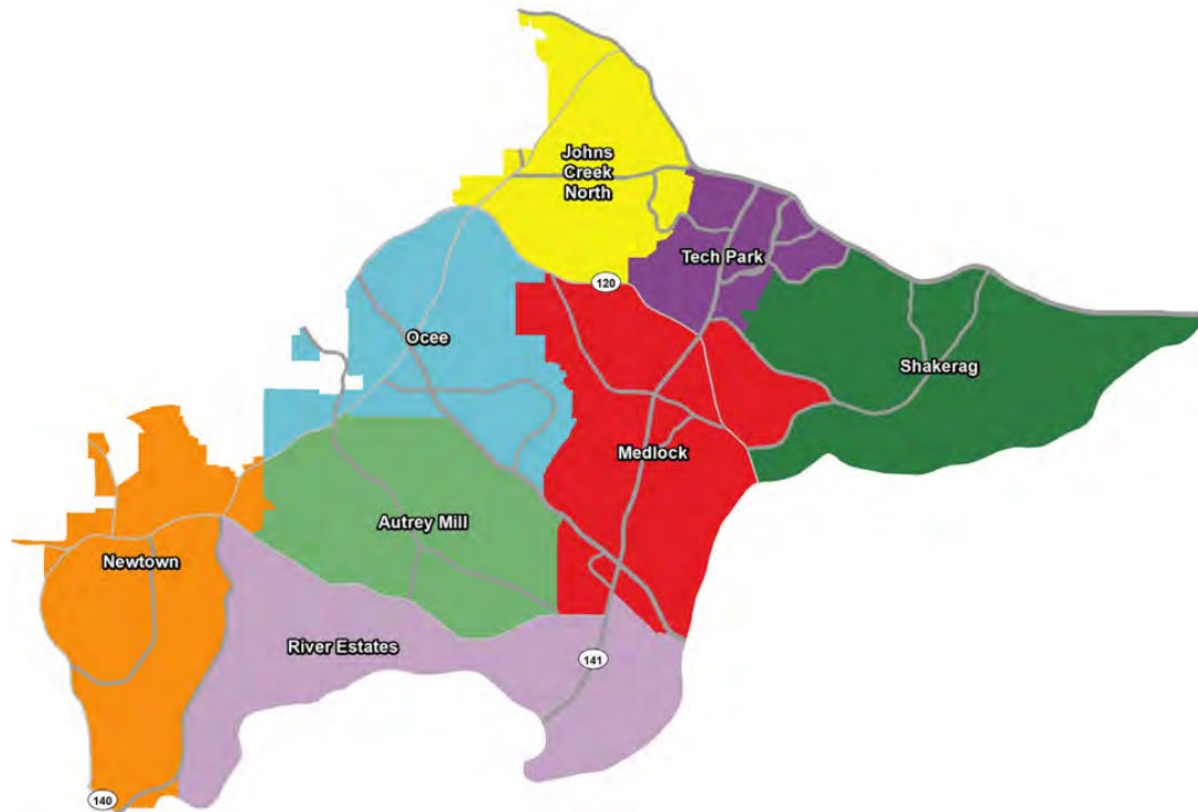 Johns
Creek
North
Tech Park
120
Ocee
Shakerag
Medlock
Autrey Mill
Newtown
River Estates
141
140